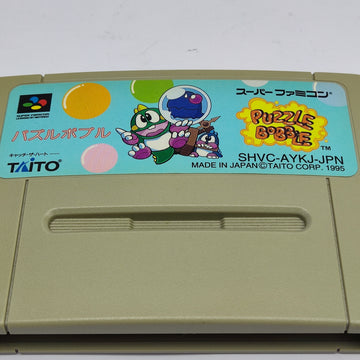 スーパーファミコン
パズルボブル
PUZZLE BOBBLE
TM
キャッチ・ザ・ハート
TAITO
SHVC-AYKJ-JPN
MADE IN JAPAN ©TAITO CORP. 1995